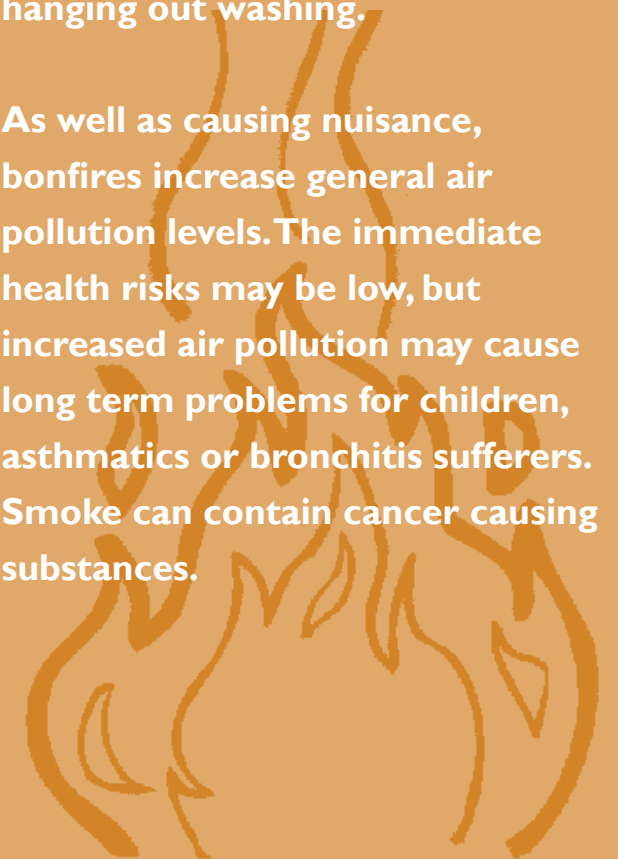 hanging out washing.
As well as causing nuisance,
bonfires increase general air
pollution levels. The immediate
health risks may be low, but
increased air pollution may cause
long term problems for children,
asthmatics or bronchitis sufferers.
Smoke can contain cancer causing
substances.